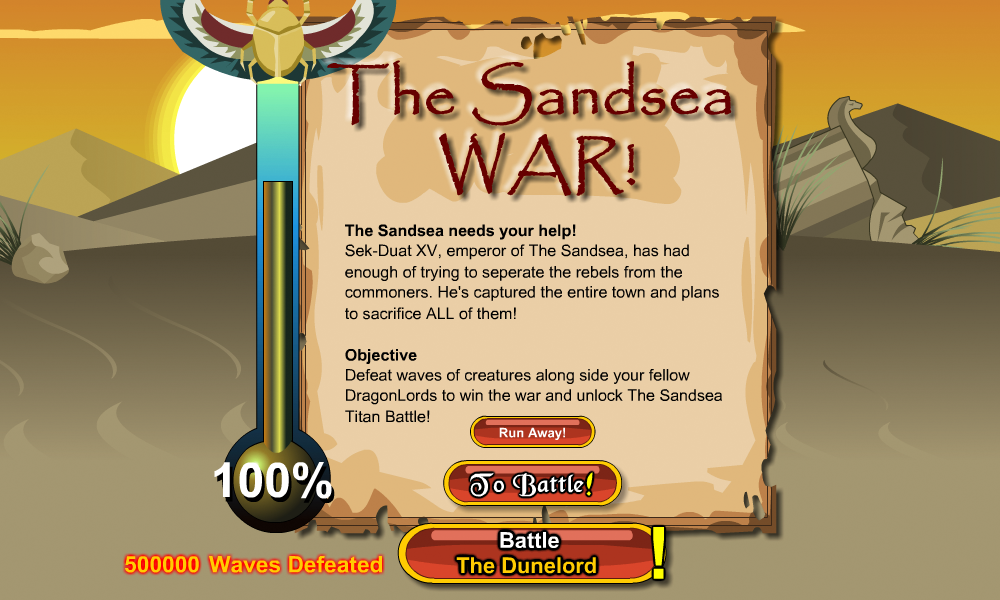 The Sandsea
WAR!
The Sandsea needs your help!
Sek-Duat XV, emperor of The Sandsea, has had
enough of trying to seperate the rebels from the
commoners. He's captured the entire town and plans
to sacrifice ALL of them!
Objective
Defeat waves of creatures along side your fellow
DragonLords to win the war and unlock The Sandsea
Titan Battle!
Run Away!
To Battle!
100%
Battle
The Dunelord
!
500000 Waves Defeated